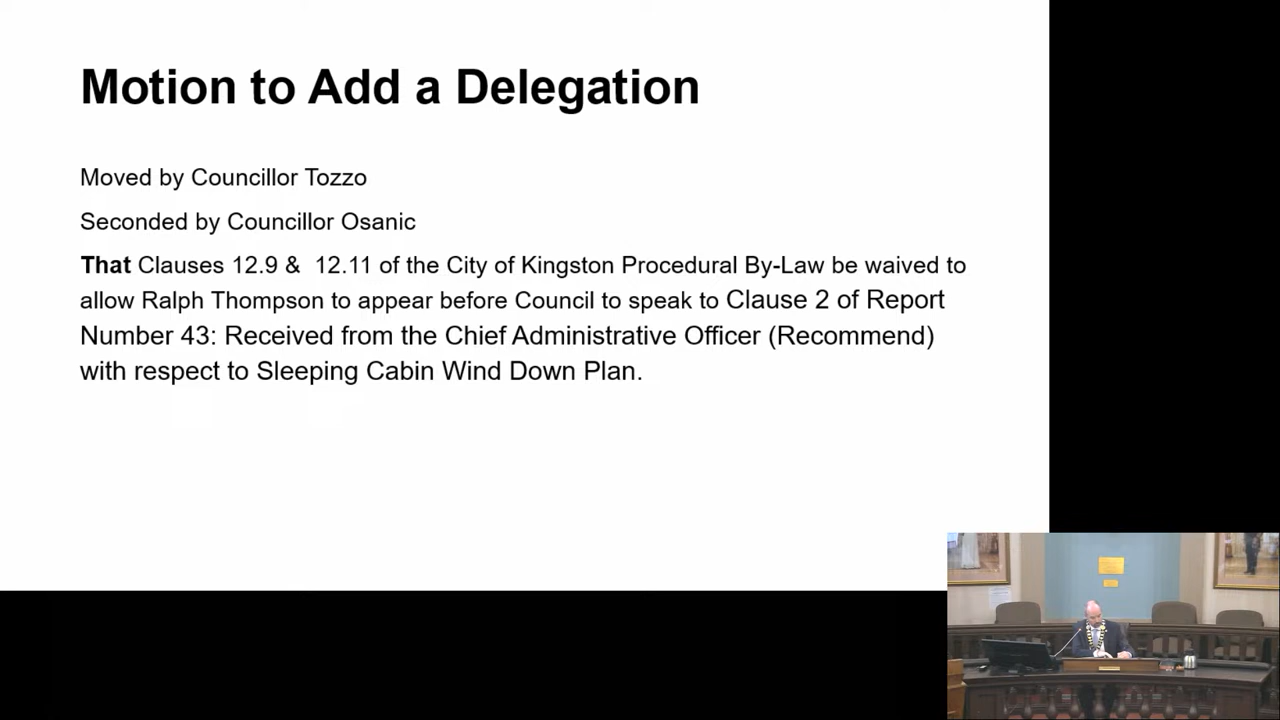 Motion to Add a Delegation
Moved by Councillor Tozzo
Seconded by Councillor Osanic
That Clauses 12.9 &  12.11 of the City of Kingston Procedural By-Law be waived to
allow Ralph Thompson to appear before Council to speak to Clause 2 of Report
Number 43: Received from the Chief Administrative Officer (Recommend)
with respect to Sleeping Cabin Wind Down Plan.